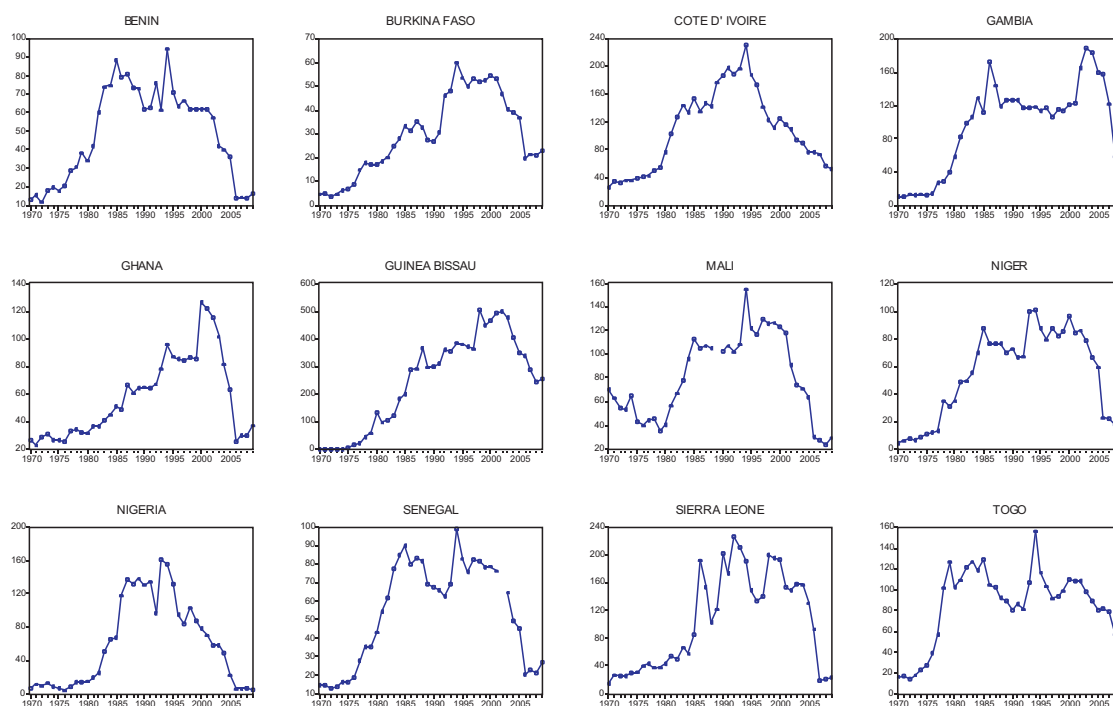 BENIN BURKINA FASO COTE D' IVOIRE GAMBIA
100 70 240 200
90 60 200 160
80 50 160 120
70 40 120 80
60 30 80 40
50 20 40 0
40 10 0
30 0
20
10
1970 1975 1980 1985 1990 1995 2000 2005 1970 1975 1980 1985 1990 1995 2000 2005 1970 1975 1980 1985 1990 1995 2000 2005 1970 1975 1980 1985 1990 1995 2000 2005
GHANA GUINEA BISSAU MALI NIGER
140 600 160 120
120 500 140 100
100 400 120 80
80 300 100 60
60 200 80 40
40 100 60 20
20 0 40 0
20
1970 1975 1980 1985 1990 1995 2000 2005 1970 1975 1980 1985 1990 1995 2000 2005 1970 1975 1980 1985 1990 1995 2000 2005 1970 1975 1980 1985 1990 1995 2000 2005
NIGERIA SENEGAL SIERRA LEONE TOGO
200 100 240 160
160 90 200 140
120 80 160 120
80 70 120 100
40 60 80 80
0 50 40 60
40 0 40
30 20
20 0
10
1970 1975 1980 1985 1990 1995 2000 2005 1970 1975 1980 1985 1990 1995 2000 2005 1970 1975 1980 1985 1990 1995 2000 2005 1970 1975 1980 1985 1990 1995 2000 2005